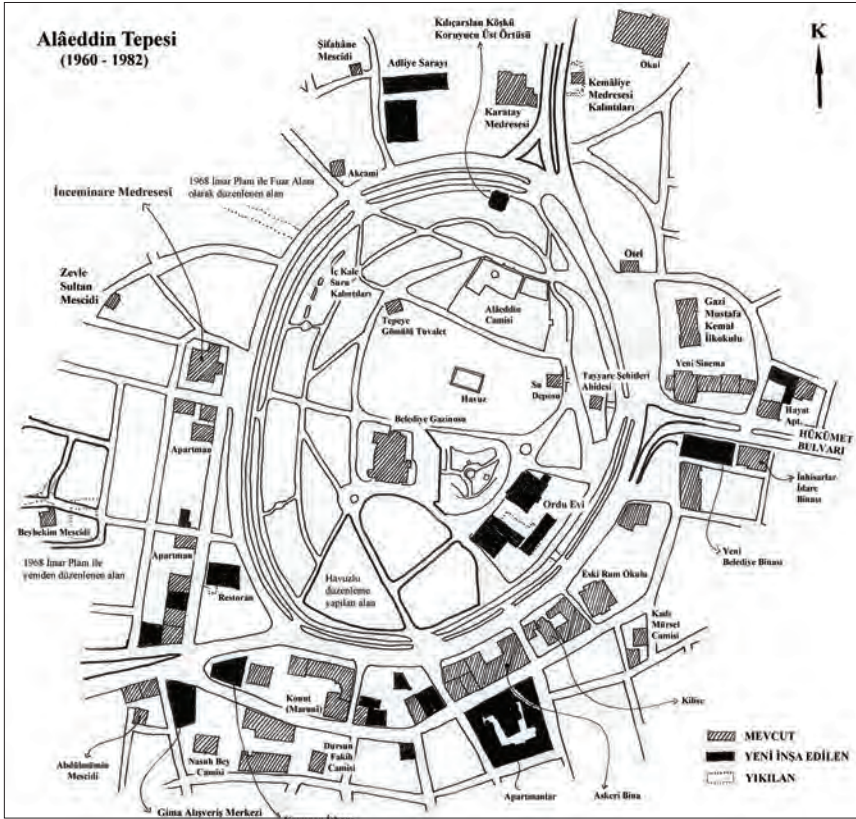 Alâeddin Tepesi
(1960 - 1982)
Kılıçarslan Köşkü
Koruyucu Üst Örtüsü
K
Şifahâne
Mescidi
Adliye Sarayı
Okul
Kemâliye
Medresesi
Kalıntıları
Karatay
Medresesi
Akcami
1968 İmar Planı ile Fuar Alanı
olarak düzenlenen alan
İnceminare Medresesi
Zevle
Sultan
Mescidi
İç Kale
Suru
Kalıntıları
Tepeye
Gömülü Tuvalet
Alâeddin
Camisi
Otel
Gazi
Mustafa
Kemal
İlkokulu
Yeni Sinema
Tayyare Şehitleri
Abidesi
Su
Deposu
Havuz
Hayat
Apt.
HÜKÜMET
BULVARI
Apartman
Belediye Gazinosu
İnhisarlar
İdare
Binası
Ordu Evi
Beybekim Mescidi
Yeni
Belediye Binası
Apartman
1968 İmar Planı ile
yeniden düzenlenen alan
Restoran
Havuzlu
düzenleme
yapılan alan
Eski Rum Okulu
Kadı
Mürsel
Camisi
Konut
(Maruni)
Kilise
MEVCUT
YENİ İNŞA EDİLEN
YIKILAN
Abdülmümin
Mescidi
Nasuh Bey
Camisi
Dursun
Fakih
Camisi
Apartmanlar
Askeri Bina
Gima Alışveriş Merkezi